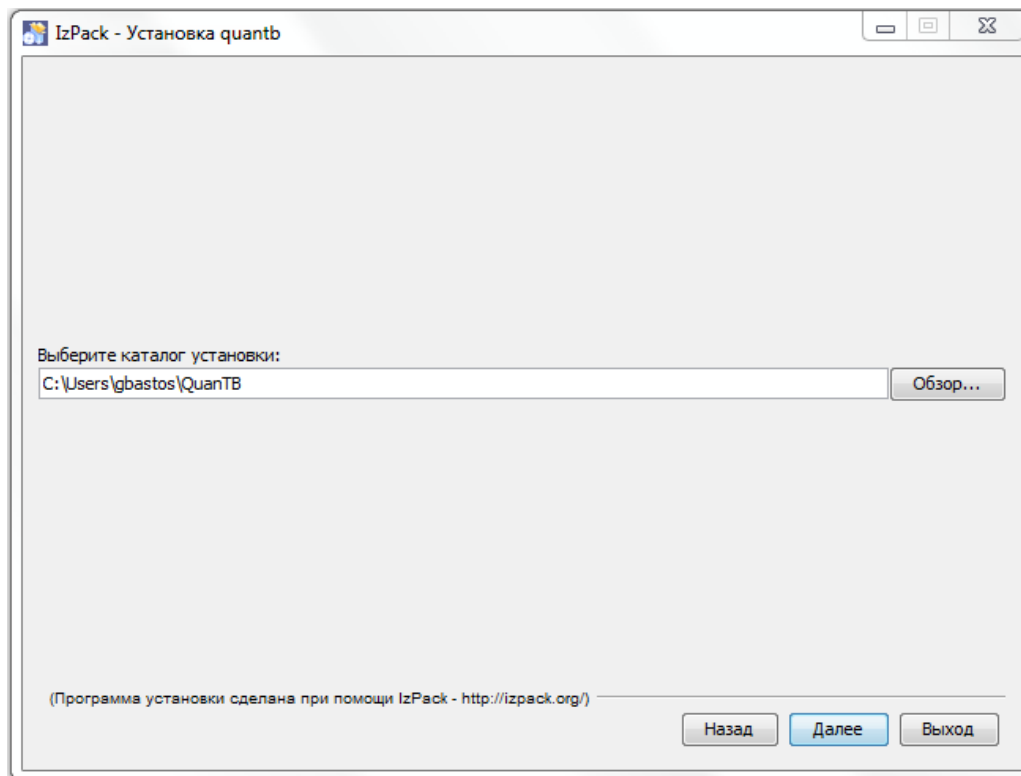 IzPack - Установка quantb
Выберите каталог установки:
C:\Users\gbastos\QuanTB
Обзор...
(Программа установки сделана при помощи IzPack - http://izpack.org/)
Назад Далее Выход